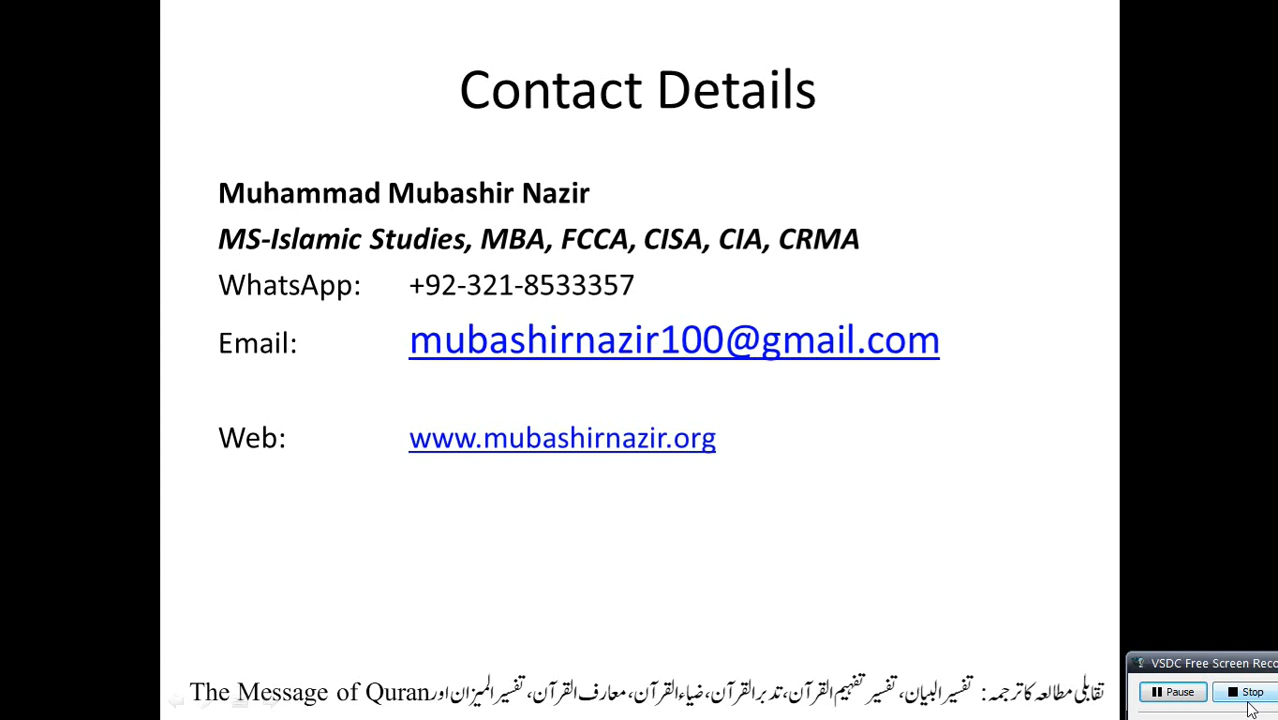 Contact Details
Muhammad Mubashir Nazir
MS-Islamic Studies, MBA, FCCA, CISA, CIA, CRMA
WhatsApp: +92-321-8533357
Email: mubashirnazir100@gmail.com
Web: www.mubashirnazir.org
تقابلی مطالعہ کا ترجمہ: تفسیر البیان، تفسیر تفہیم القرآن، تدبر القرآن، ضیاء القرآن، معارف القرآن، تفسیر المیزان اور The Message of Quran
VSDC Free Screen Reco
Pause
Stop